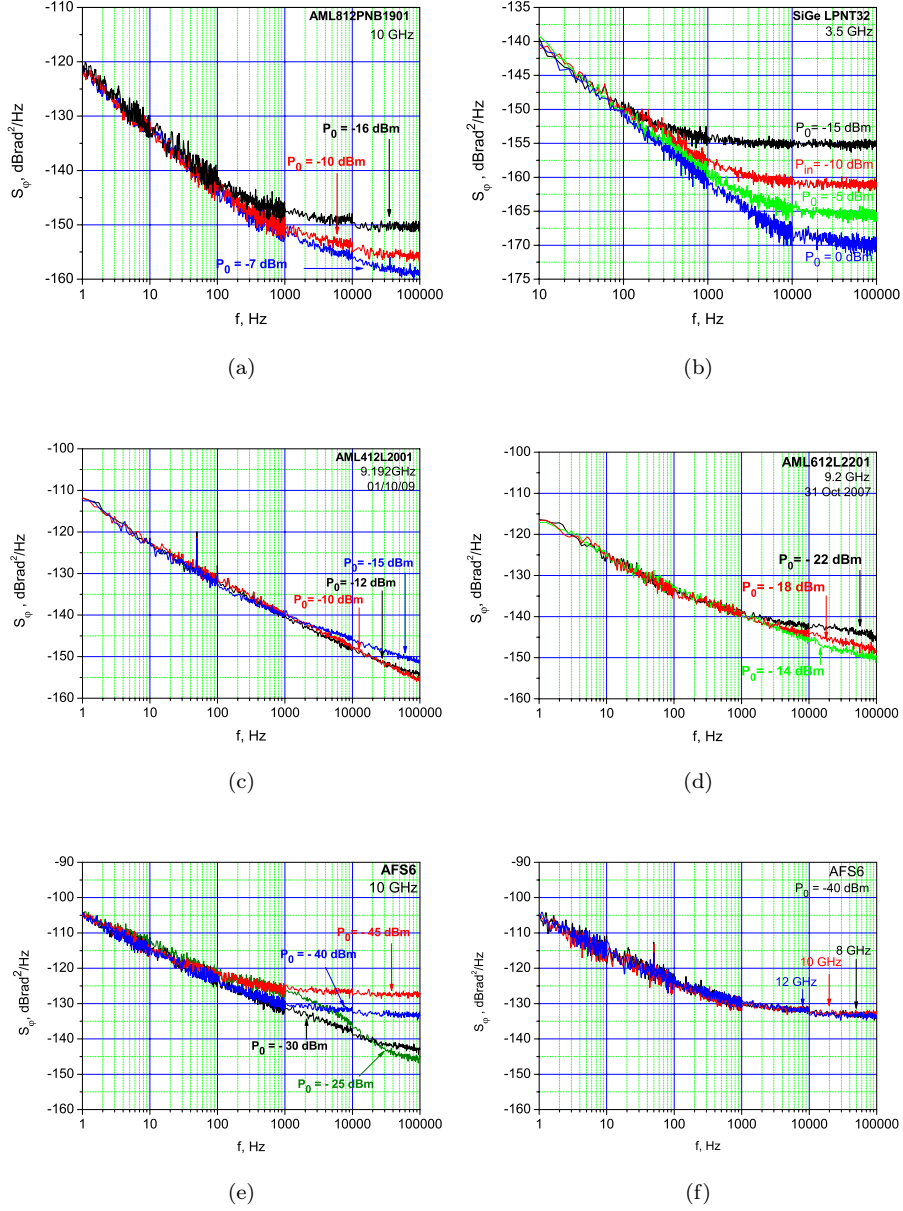 AML812PNB1901
10 GHz
P0 = -16 dBm
P0 = -10 dBm
P0 = -7 dBm
-110
-120
-130
-140
-150
-160
1 10 100 1000 10000 100000
Sφ, dBrad2/Hz
f, Hz
(a)
SiGe LPNT32
3.5 GHz
P0 = -15 dBm
Pin= -10 dBm
P0 = -5 dBm
P0 = 0 dBm
-135
-140
-145
-150
-155
-160
-165
-170
-175
10 100 1000 10000 100000
Sφ, dBrad2/Hz
f, Hz
(b)
AML412L2001
9.192GHz
01/10/09
P0= -15 dBm
P0= -12 dBm
P0= -10 dBm
-100
-110
-120
-130
-140
-150
-160
1 10 100 1000 10000 100000
Sφ, dBrad2/Hz
f, Hz
(c)
AML612L2201
9.2 GHz
31 Oct 2007
P0= - 22 dBm
P0= - 18 dBm
P0= - 14 dBm
-100
-110
-120
-130
-140
-150
-160
1 10 100 1000 10000 100000
Sφ, dBrad2/Hz
f, Hz
(d)
AFS6
10 GHz
P0 = - 45 dBm
P0 = - 40 dBm
P0 = - 30 dBm
P0 = - 25 dBm
-90
-100
-110
-120
-130
-140
-150
-160
1 10 100 1000 10000 100000
Sφ, dBrad2/Hz
f, Hz
(e)
AFS6
P0 = -40 dBm
8 GHz
10 GHz
12 GHz
-90
-100
-110
-120
-130
-140
-150
-160
1 10 100 1000 10000 100000
Sφ, dBrad2/Hz
f, Hz
(f)